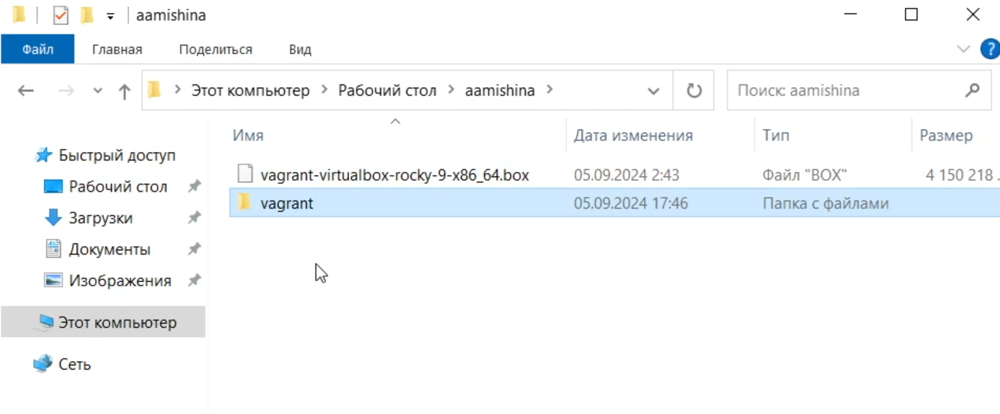 aamishina
Файл Главная Поделиться Вид ?
Этот компьютер Рабочий стол aamishina Поиск: aamishina
Имя Дата изменения Тип Размер
Быстрый доступ
vagrant-virtualbox-rocky-9-x86_64.box 05.09.2024 2:43 Файл "BOX" 4 150 218
Рабочий стол
vagrant 05.09.2024 17:46 Папка с файлами
Загрузки
Документы
Изображения
Этот компьютер
Сеть